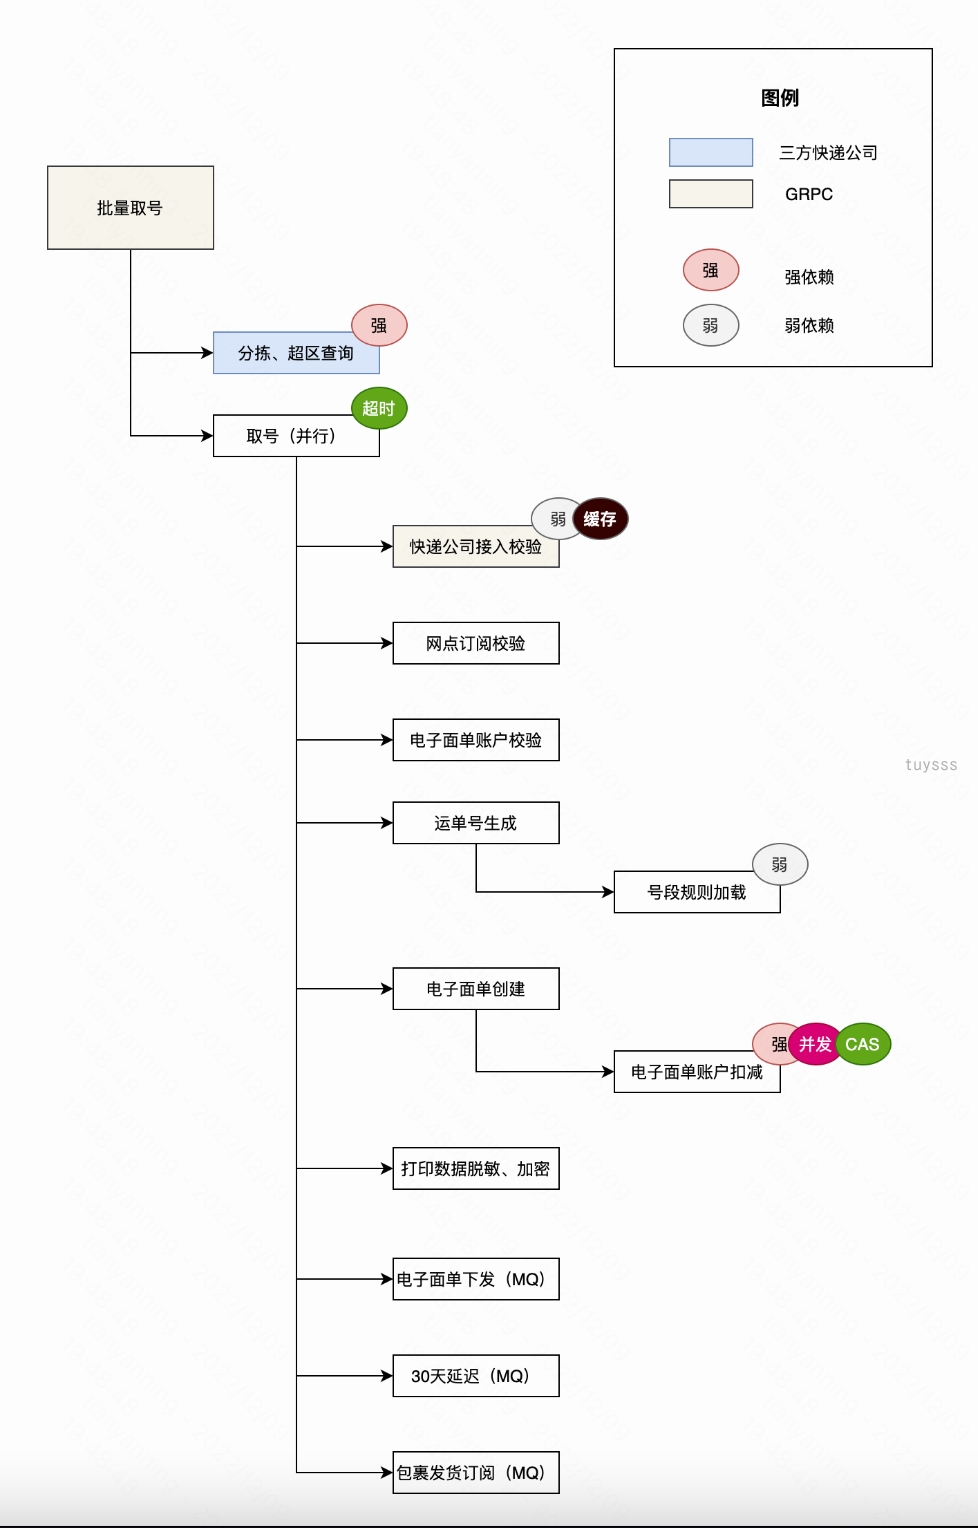 图例
三方快递公司
GRPC
强
强依赖
弱
弱依赖
批量取号
强
分拣、超区查询
超时
取号（并行）
弱
缓存
快递公司接入校验
网点订阅校验
电子面单账户校验
tuysss
运单号生成
弱
号段规则加载
电子面单创建
强
并发
CAS
电子面单账户扣减
打印数据脱敏、加密
电子面单下发（MQ）
30天延迟（MQ）
包裹发货订阅（MQ）